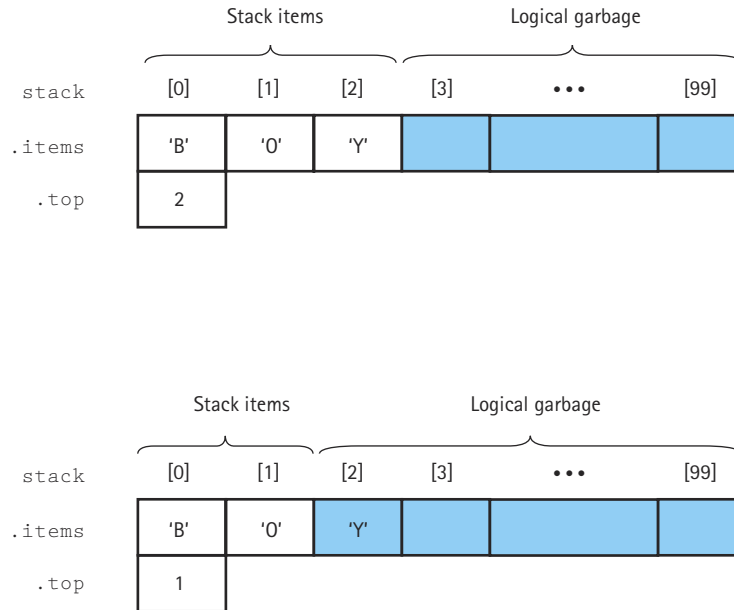 Stack items Logical garbage
stack [0] [1] [2] [3] ••• [99]
.items ‘B’ ‘O’ ‘Y’
.top 2
Stack items Logical garbage
stack [0] [1] [2] [3] ••• [99]
.items ‘B’ ‘O’ ‘Y’
.top 1